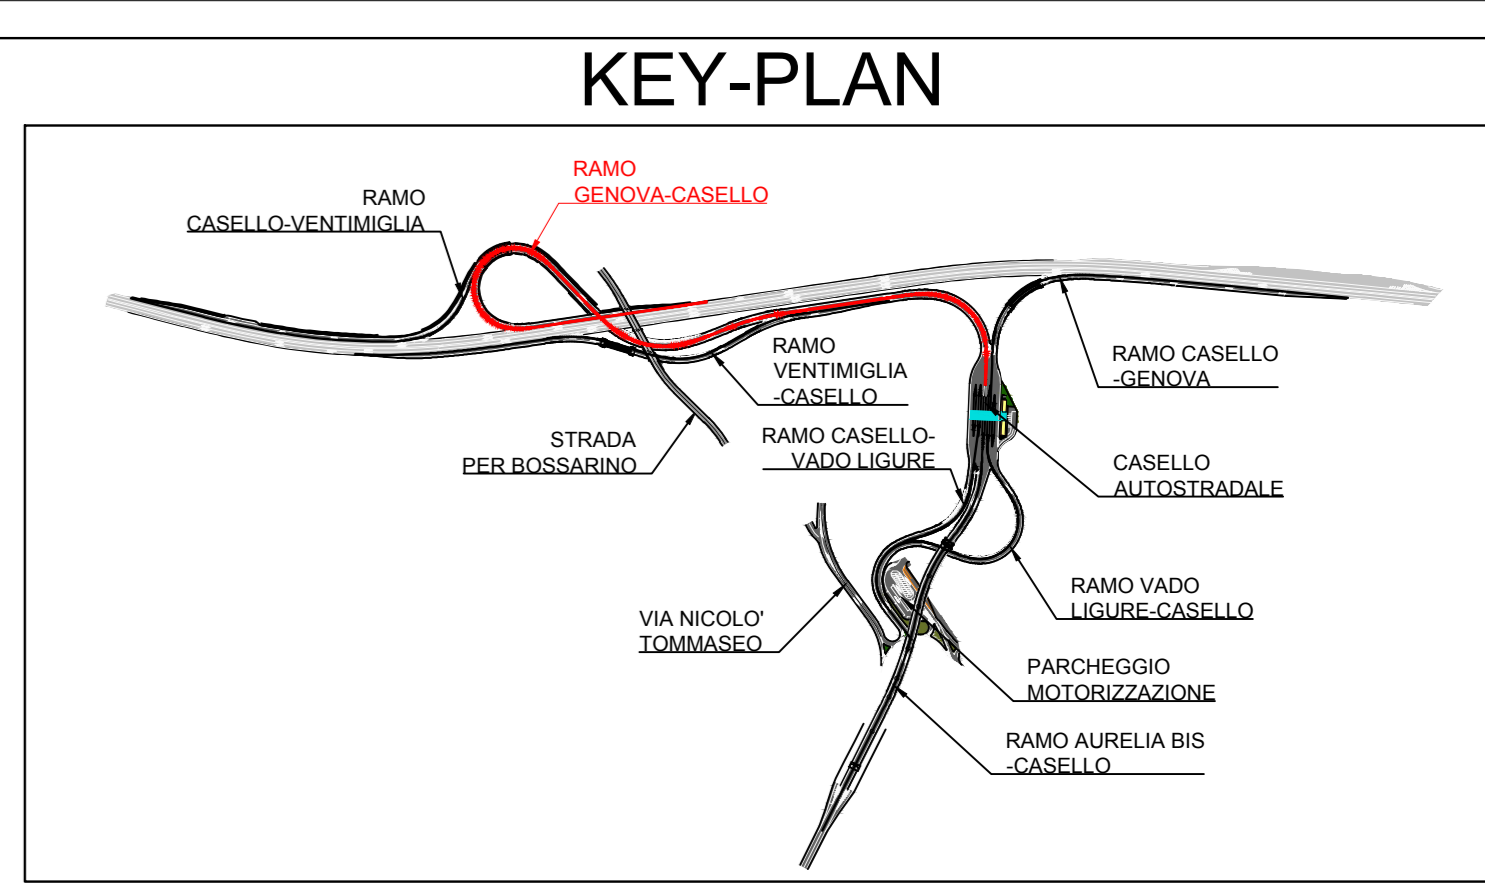 KEY-PLAN
RAMO
GENOVA-CASELLO
RAMO
CASELLO-VENTIMIGLIA
RAMO
VENTIMIGLIA
-CASELLO
RAMO CASELLO
-GENOVA
STRADA
PER BOSSARINO
RAMO CASELLO-
VADO LIGURE
CASELLO
AUTOSTRADALE
RAMO VADO
LIGURE-CASELLO
VIA NICOLO'
TOMMASEO
PARCHEGGIO
MOTORIZZAZIONE
RAMO AURELIA BIS
-CASELLO